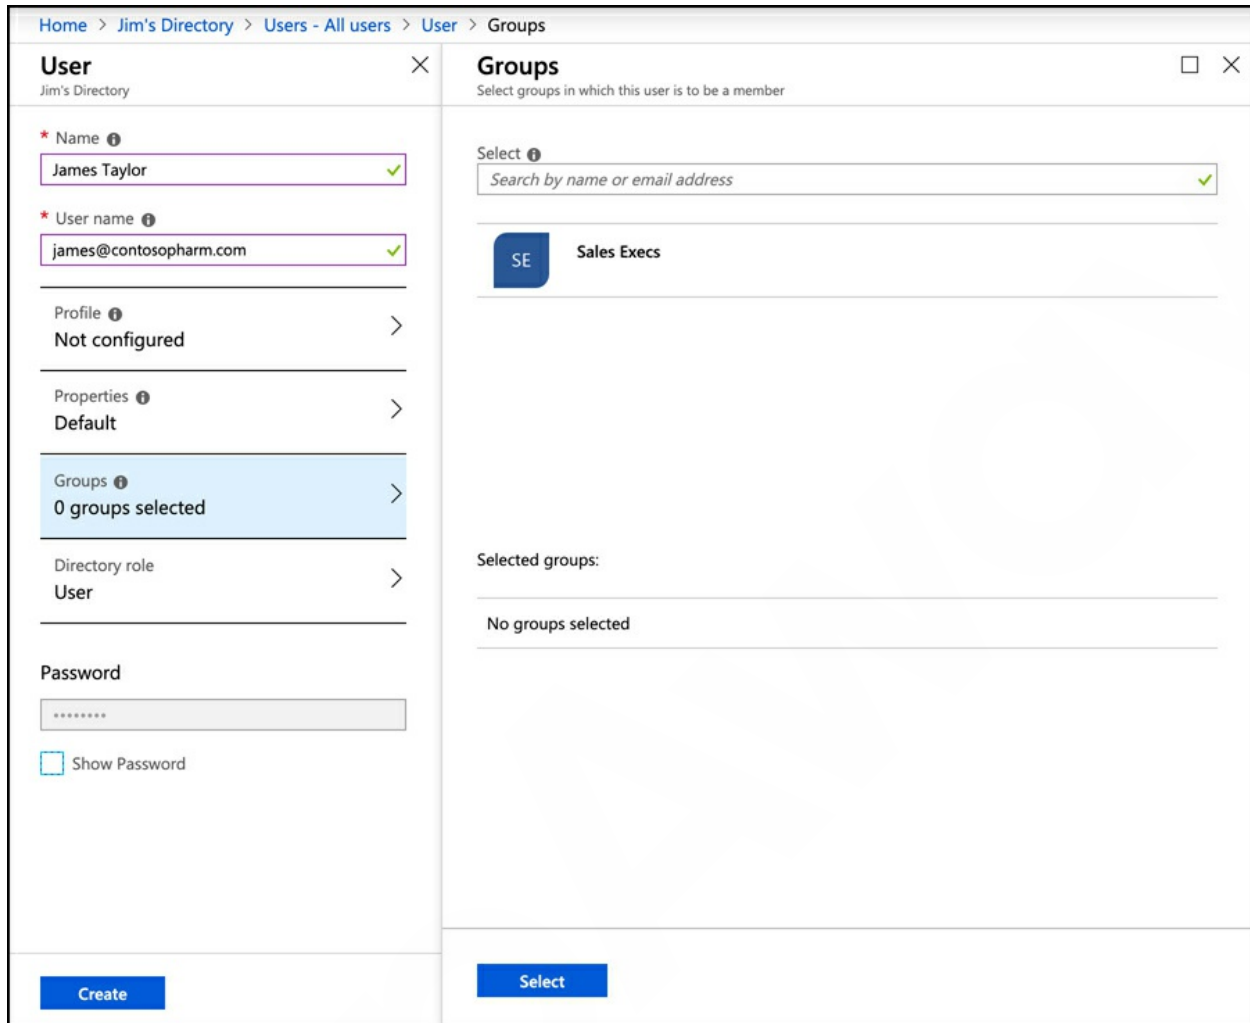 Home > Jim's Directory > Users - All users > User > Groups
User
Jim's Directory
* Name
James Taylor
* User name
james@contosopharm.com
Profile
Not configured
Properties
Default
Groups
0 groups selected
Directory role
User
Password
••••••••
Show Password
Create
Groups
Select groups in which this user is to be a member
Select
Search by name or email address
SE
Sales Execs
Selected groups:
No groups selected
Select